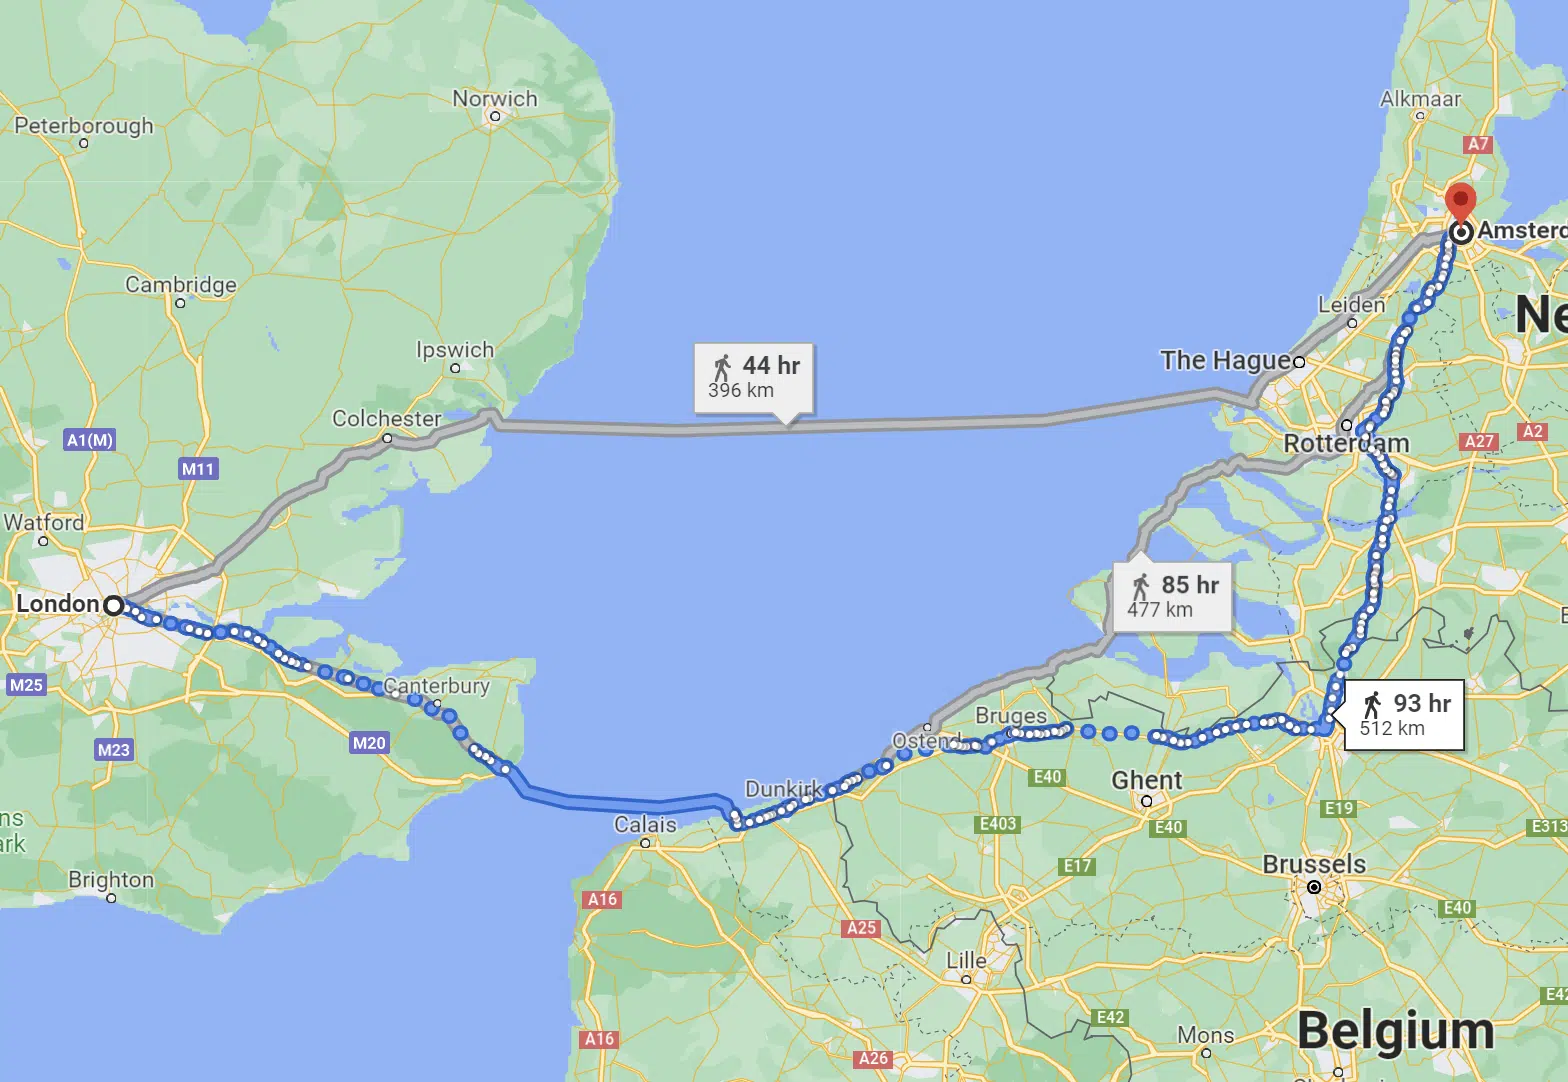 Norwich
Alkmaar
Peterborough
A7
Amsterd
Cambridge
Leiden
Ne
Ipswich
The Hague
44 hr
396 km
Colchester
A1(M)
Rotterdam
A27
A2
M11
Watford
85 hr
477 km
London
M25
Canterbury
93 hr
512 km
Bruges
M20
Ostend
M23
E40
Ghent
Dunkirk
E19
Calais
E403
E40
E313
ns
ark
E17
Brussels
Brighton
A16
E40
A25
Lille
E42
E42
Belgium
A16
Mons
A26